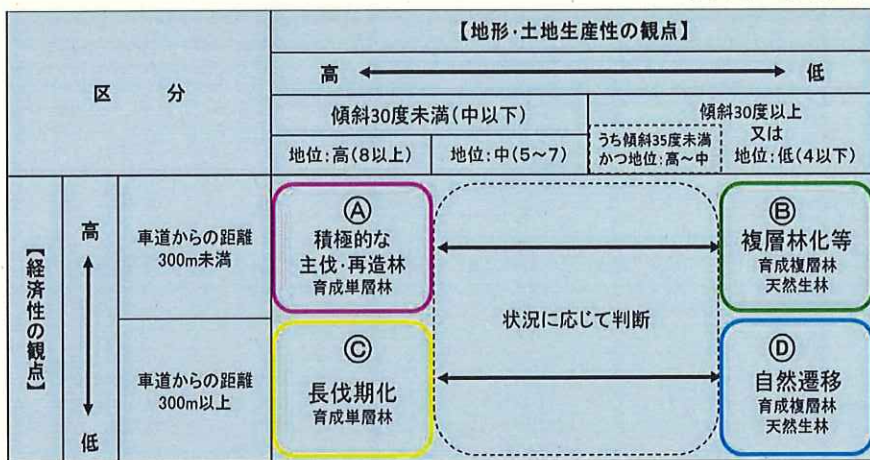 【地形・土地生産性の観点】
高 低
区 分
傾斜30度未満(中以下)
傾斜30度以上
又は
地位:低(4以下)
うち傾斜35度未満
かつ地位:高～中
地位:高(8以上)
地位:中(5～7)
【経済性の観点】
高
低
車道からの距離
300m未満
Ⓐ
積極的な
主伐・再造林
育成単層林
Ⓑ
複層林化等
育成複層林
天然生林
状況に応じて判断
車道からの距離
300m以上
Ⓒ
長伐期化
育成単層林
Ⓓ
自然遷移
育成複層林
天然生林